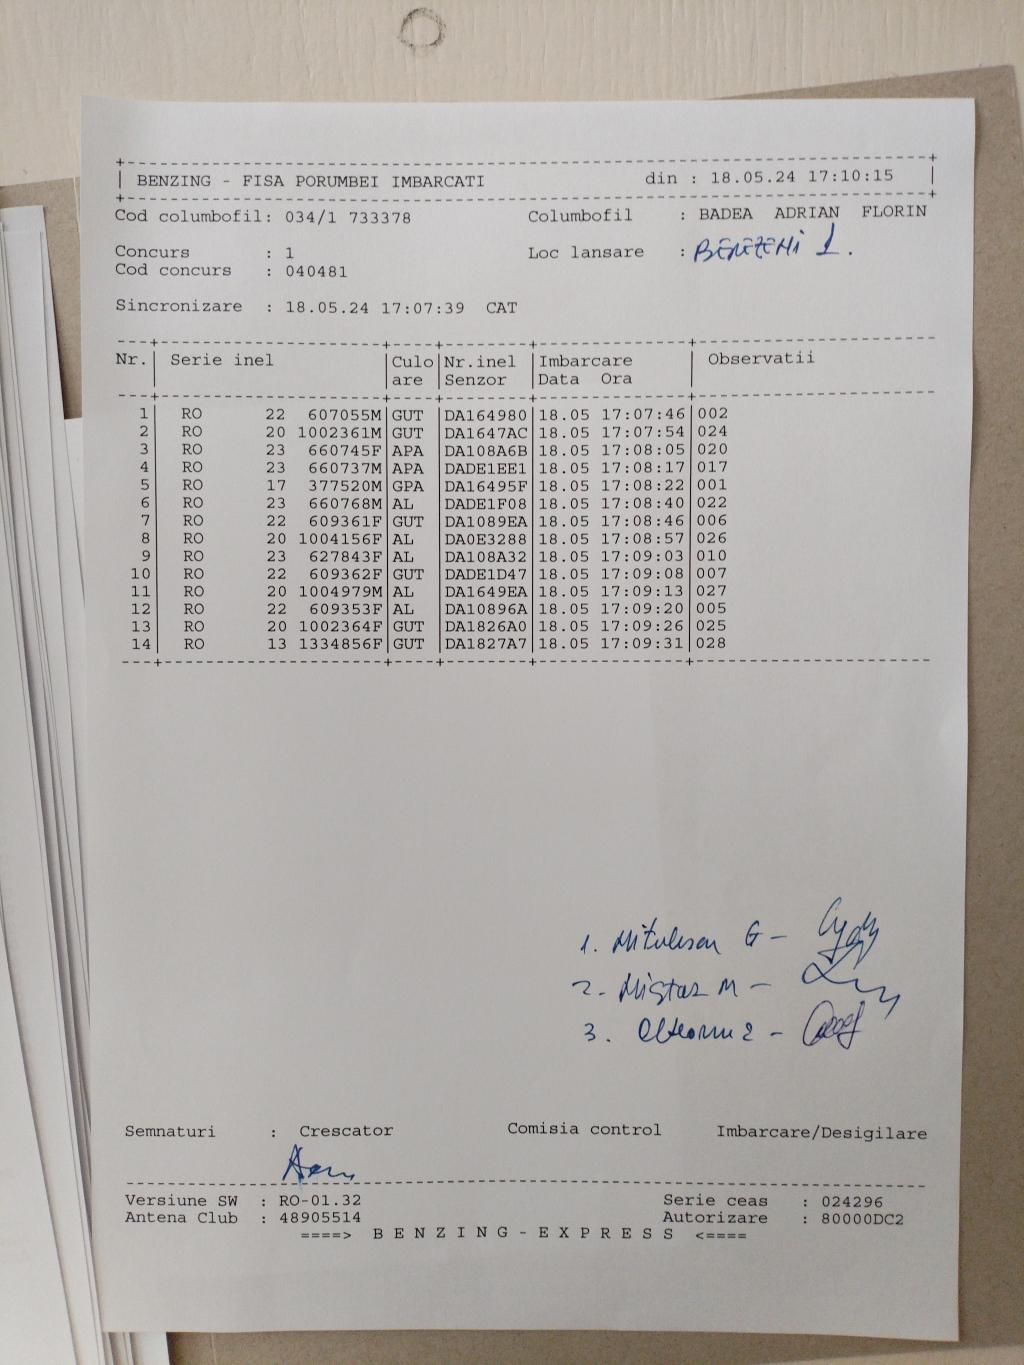 BENZING - FISA PORUMBEI IMBARCATI din : 18.05.24 17:10:15
Cod columbofil: 034/1 733378 Columbofil : BADEA ADRIAN FLORIN
Concurs : 1 Loc lansare : BEREZENI 1.
Cod concurs : 040481
Sincronizare : 18.05.24 17:07:39 CAT
Nr. Serie inel Culo Nr.inel Imbarcare Observatii
are Senzor Data Ora
1 RO 22 607055M GUT DA164980 18.05 17:07:46 002
2 RO 20 1002361M GUT DA1647AC 18.05 17:07:54 024
3 RO 23 660745F APA DA108A6B 18.05 17:08:05 020
4 RO 23 660737M APA DADE1EE1 18.05 17:08:17 017
5 RO 17 377520M GPA DA16495F 18.05 17:08:22 001
6 RO 23 660768M AL DADE1F08 18.05 17:08:40 022
7 RO 22 609361F GUT DA1089EA 18.05 17:08:46 006
8 RO 20 1004156F AL DA0E3288 18.05 17:08:57 026
9 RO 23 627843F AL DA108A32 18.05 17:09:03 010
10 RO 22 609362F GUT DADE1D47 18.05 17:09:08 007
11 RO 20 1004979M AL DA1649EA 18.05 17:09:13 027
12 RO 22 609353F AL DA10896A 18.05 17:09:20 005
13 RO 20 1002364F GUT DA1826A0 18.05 17:09:26 025
14 RO 13 1334856F GUT DA1827A7 18.05 17:09:31 028
1. Mitulescu G -
2. M -
3. -
Semnaturi : Crescator Comisia control Imbarcare/Desigilare
Versiune SW : RO-01.32 Serie ceas : 024296
Antena Club : 48905514 Autorizare : 80000DC2
====> BENZING-EXPRESS <====